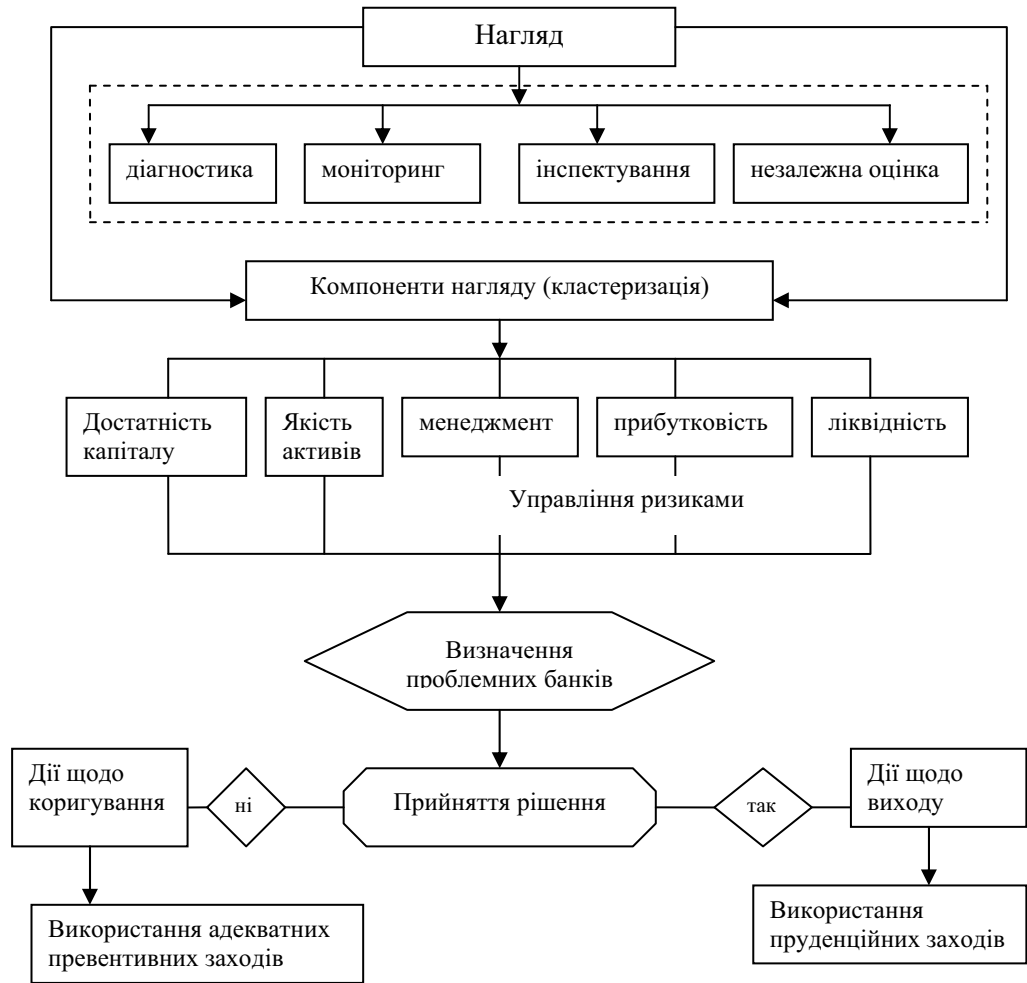 Нагляд
діагностика
моніторинг
інспектування
незалежна оцінка
Компоненти нагляду (кластеризація)
Достатність
капіталу
Якість
активів
менеджмент
прибутковість
ліквідність
Управління ризиками
Визначення
проблемних банків
Дії щодо
коригування
ні
Прийняття рішення
так
Дії щодо
виходу
Використання адекватних
превентивних заходів
Використання
пруденційних заходів